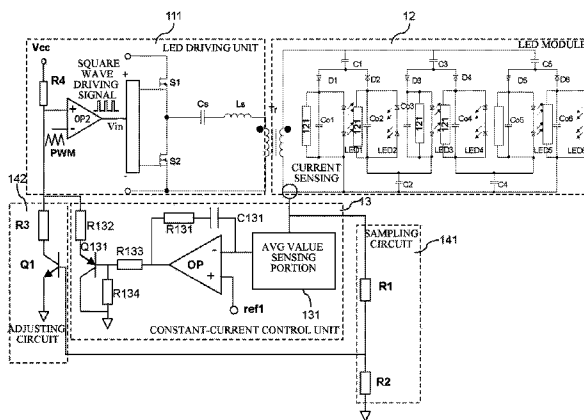 111
12
LED DRIVING UNIT
LED MODULE
Vcc
R4
SQUARE
WAVE
DRIVING
SIGNAL
+
-
OP2
Vin
PWM
+
-
S1
S2
Cs
Ls
Tr
C1
C3
C5
D1
D2
D3
D4
D5
D6
121
Co1
121
Co2
Co3
121
121
Co4
Co5
Co6
LED1
LED2
LED3
LED4
LED5
LED6
C2
C4
CURRENT
SENSING
142
13
R3
R132
Q131
Q1
R131
C131
R133
R134
OP
-
+
ref1
AVG VALUE
SENSING
PORTION
131
SAMPLING
CIRCUIT
141
R1
R2
ADJUSTING
CIRCUIT
CONSTANT-CURRENT CONTROL UNIT